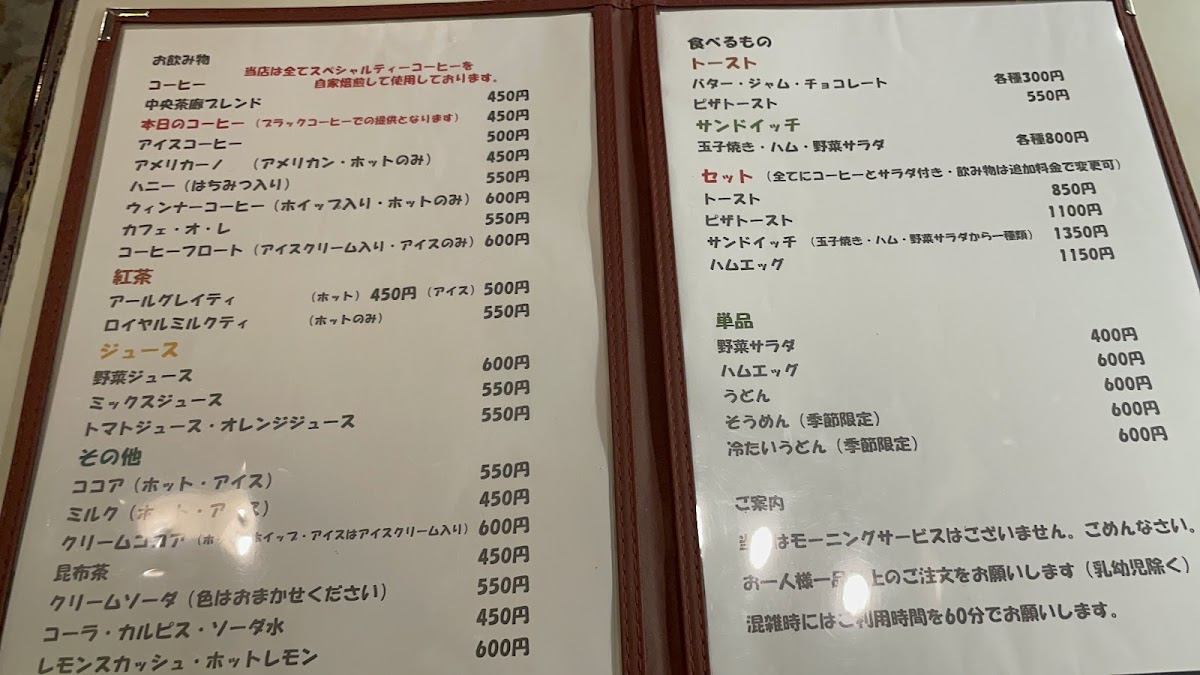 お飲み物
当店は全てスペシャルティーコーヒーを
自家焙煎して使用しております。
コーヒー
中央茶廊ブレンド 450円
本日のコーヒー（ブラックコーヒーでの提供となります） 450円
アイスコーヒー 500円
アメリカーノ （アメリカン・ホットのみ） 450円
ハニー（はちみつ入り） 550円
ウィンナーコーヒー（ホイップ入り・ホットのみ） 600円
カフェ・オ・レ 550円
コーヒーフロート（アイスクリーム入り・アイスのみ） 600円
紅茶
アールグレイティ （ホット） 450円 （アイス） 500円
ロイヤルミルクティ （ホットのみ） 550円
ジュース
野菜ジュース 600円
ミックスジュース 550円
トマトジュース・オレンジジュース 550円
その他
ココア（ホット・アイス） 550円
ミルク（ホット・アイス） 450円
クリームココア（ホ ホイップ・アイスはアイスクリーム入り） 600円
昆布茶 450円
クリームソーダ（色はおまかせください） 550円
コーラ・カルピス・ソーダ水 450円
レモンスカッシュ・ホットレモン 600円
食べるもの
トースト
バター・ジャム・チョコレート 各種300円
ピザトースト 550円
サンドイッチ
玉子焼き・ハム・野菜サラダ 各種800円
セット （全てにコーヒーとサラダ付き・飲み物は追加料金で変更可）
トースト 850円
ピザトースト 1100円
サンドイッチ （玉子焼き・ハム・野菜サラダから一種類） 1350円
ハムエッグ 1150円
単品
野菜サラダ 400円
ハムエッグ 600円
うどん 600円
そうめん（季節限定） 600円
冷たいうどん（季節限定） 600円
ご案内
当 はモーニングサービスはございません。ごめんなさい。
お一人様一品 上のご注文をお願いします（乳幼児除く）
混雑時にはご利用時間を60分でお願いします。